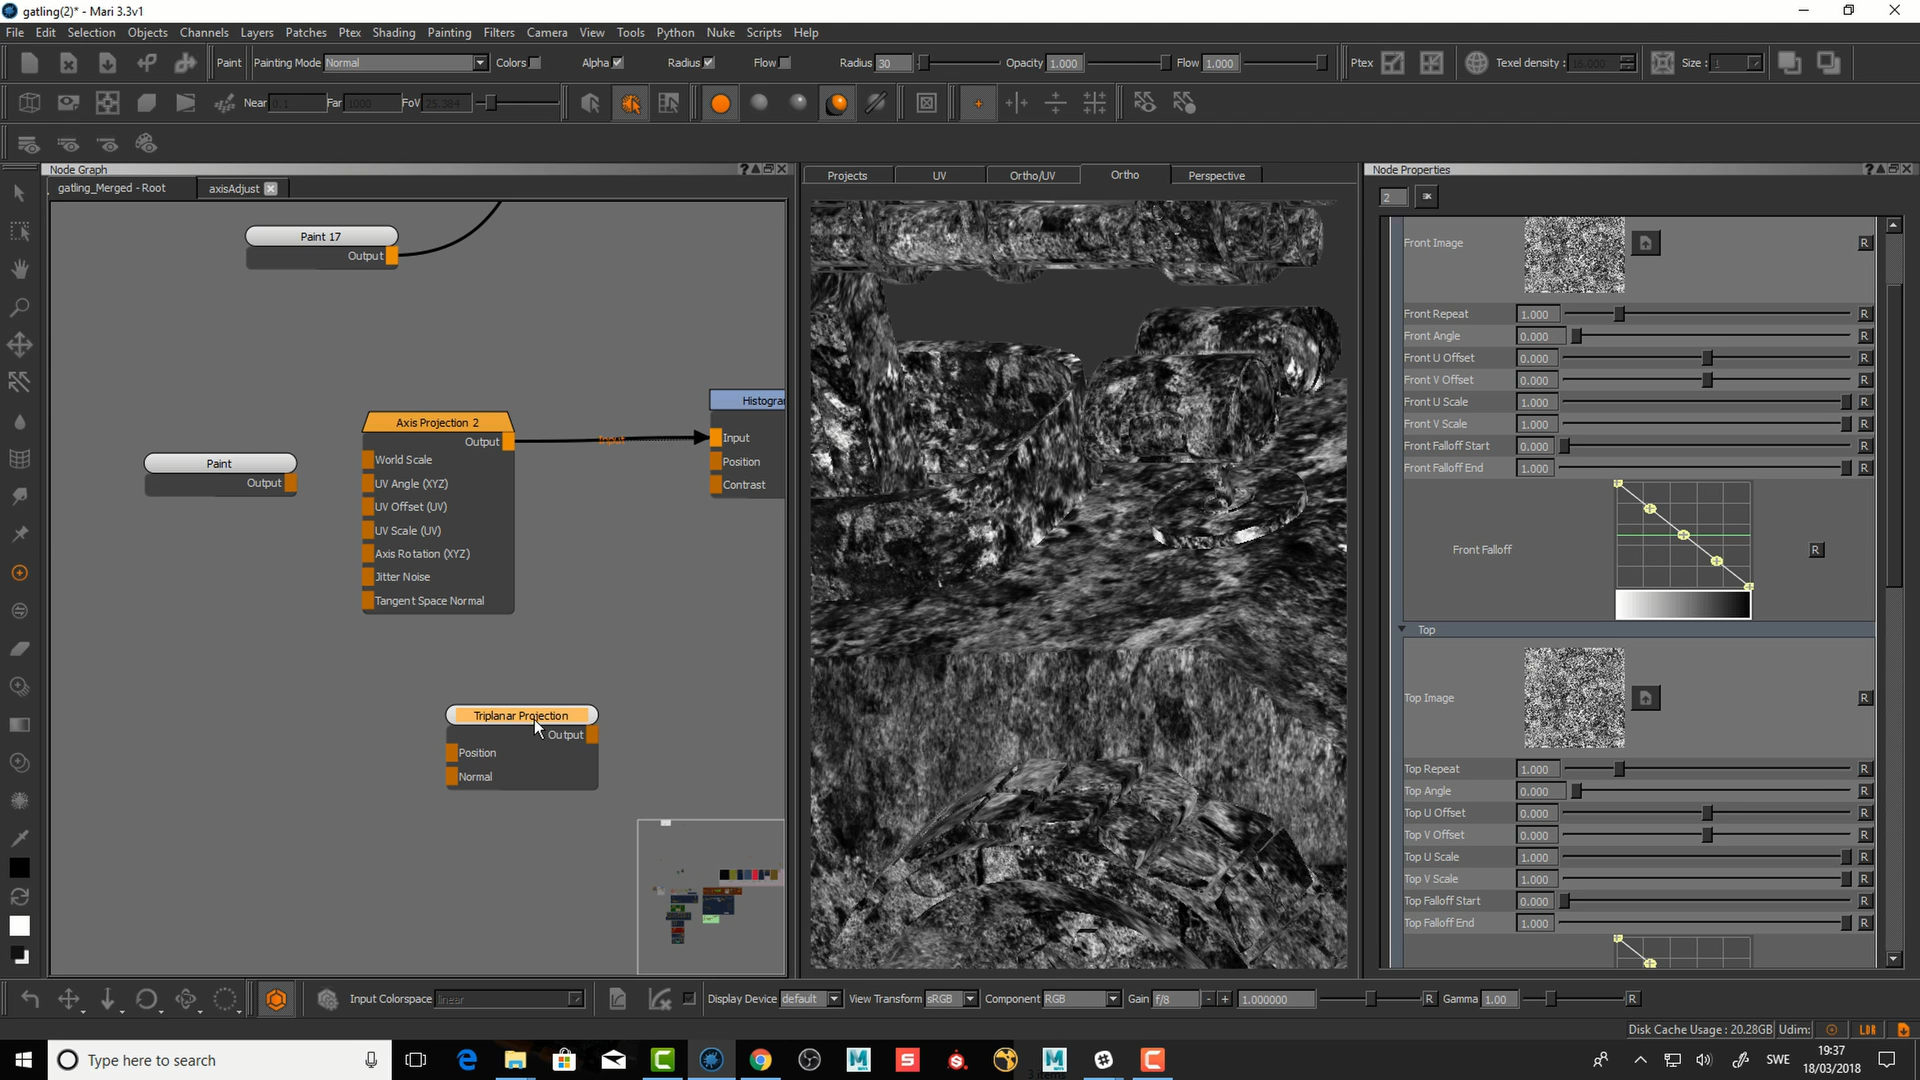 gatling(2)* - Mari 3.3v1
File Edit Selection Objects Channels Layers Patches Ptex Shading Painting Filters Camera View Tools Python Nuke Scripts Help
Paint Painting Mode Normal Colors Alpha Radius Flow Radius 30 Opacity 1.000 Flow 1.000 Ptex Texel density : 16.000 Size : 1
Near 0.1 Far 1000 FoV 25.384
Node Graph
gatling_Merged - Root axisAdjust
Projects UV Ortho/UV Ortho Perspective
Node Properties
2
Paint 17
Output
Axis Projection 2
Output
World Scale
UV Angle (XYZ)
UV Offset (UV)
UV Scale (UV)
Axis Rotation (XYZ)
Jitter Noise
Tangent Space Normal
Paint
Output
Input
Histogra
Input
Position
Contrast
Triplanar Projection
Output
Position
Normal
Front Image R
Front Repeat 1.000 R
Front Angle 0.000 R
Front U Offset 0.000 R
Front V Offset 0.000 R
Front U Scale 1.000 R
Front V Scale 1.000 R
Front Falloff Start 0.000 R
Front Falloff End 1.000 R
Front Falloff R
Top
Top Image R
Top Repeat 1.000 R
Top Angle 0.000 R
Top U Offset 0.000 R
Top V Offset 0.000 R
Top U Scale 1.000 R
Top V Scale 1.000 R
Top Falloff Start 0.000 R
Top Falloff End 1.000 R
Input Colorspace linear Display Device default View Transform sRGB Component RGB Gain f/8 - + 1.000000 R Gamma 1.00 R
Disk Cache Usage : 20.28GB Udim: LDR
Type here to search
SWE
19:37
18/03/2018